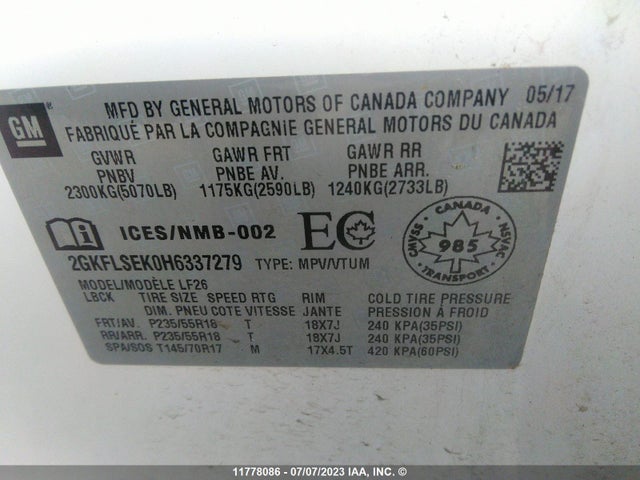 GM
MFD BY GENERAL MOTORS OF CANADA COMPANY 05/17
FABRIQUÉ PAR LA COMPAGNIE GENERAL MOTORS DU CANADA
GVWR GAWR FRT GAWR RR
PNBV PNBE AV. PNBE ARR.
2300KG(5070LB) 1175KG(2590LB) 1240KG(2733LB)
ICES/NMB-002 EC
CANADA
CMVSS 985 NSVAC
TRANSPORT
2GKFLSEK0H6337279 TYPE: MPV/VTUM
MODEL/MODÈLE LF26
LBCK TIRE SIZE SPEED RTG RIM COLD TIRE PRESSURE
DIM. PNEU COTE VITESSE JANTE PRESSION À FROID
FRT/AV. P235/55R18 T 18X7J 240 KPA(35PSI)
RR/ARR. P235/55R18 T 18X7J 240 KPA(35PSI)
SPA/SOS T145/70R17 M 17X4.5T 420 KPA(60PSI)
11778086 - 07/07/2023 IAA, INC. ©